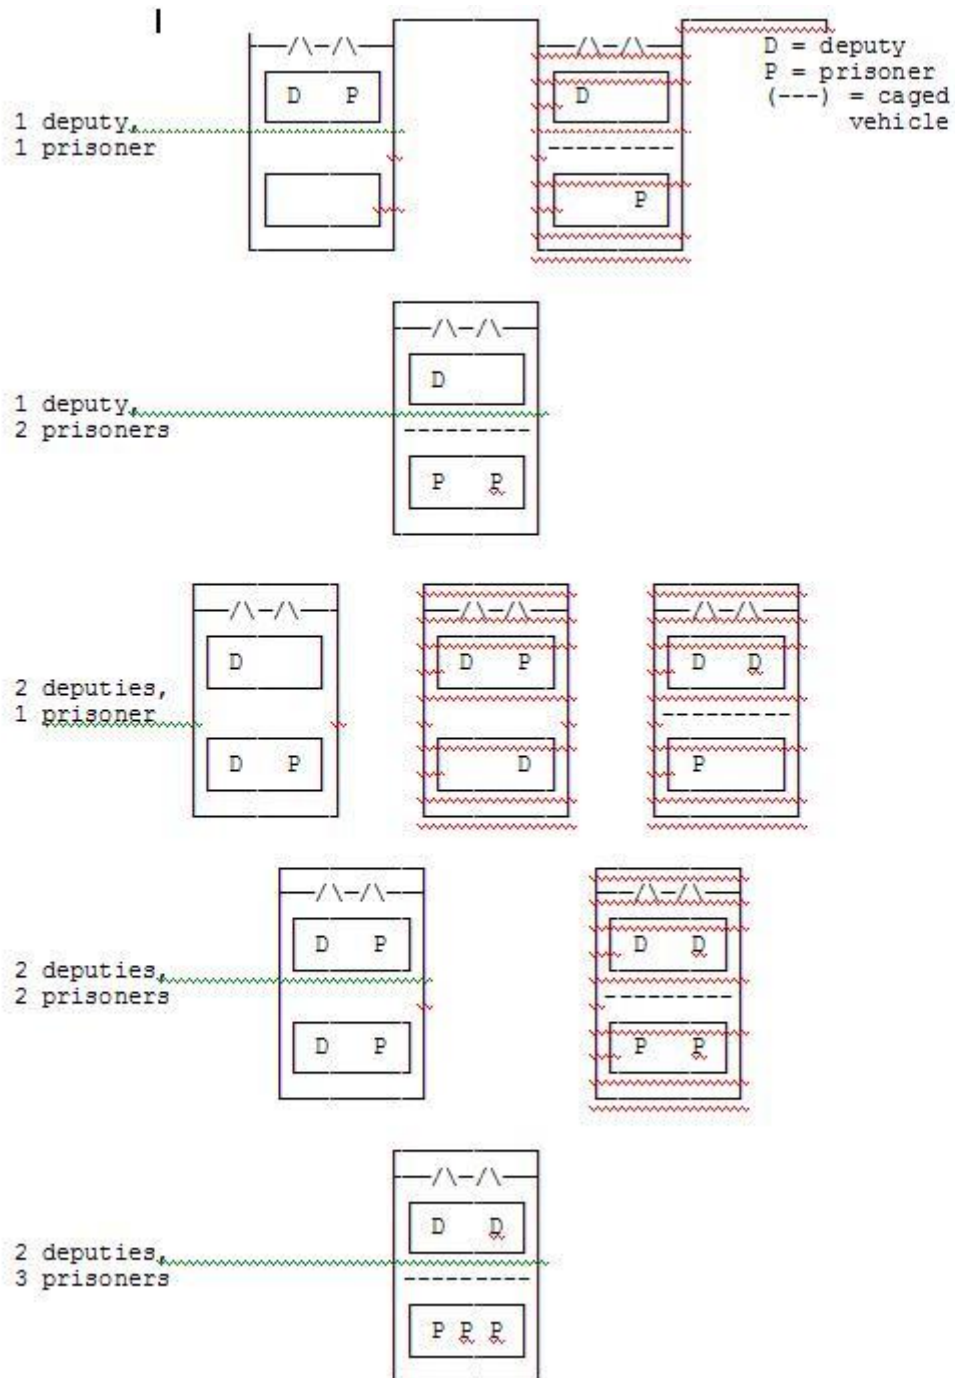 D = deputy
P = prisoner
D P
D
(---) = caged
1 deputy,
vehicle
1 prisoner
---------
P
D
1 deputy,
2 prisoners
---------
P P
D
D P
D D
2 deputies,
1 prisoner
---------
D P
D
P
D P
D D
2 deputies,
2 prisoners
---------
D P
P P
D D
2 deputies,
3 prisoners
---------
P P P